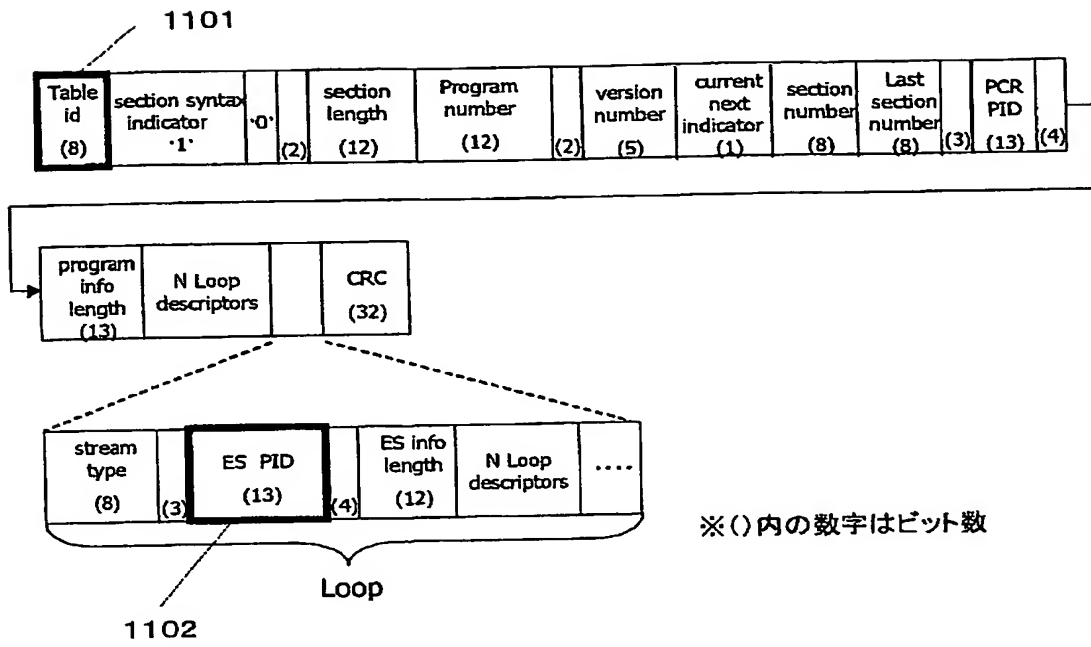 1101
Table
id
(8)
section syntax
indicator
'1'
'0'
(2)
section
length
(12)
Program
number
(12)
(2)
version
number
(5)
current
next
indicator
(1)
section
number
(8)
Last
section
number
(8)
(3)
PCR
PID
(13)
(4)
program
info
length
(13)
N Loop
descriptors
CRC
(32)
stream
type
(8)
(3)
ES PID
(13)
(4)
ES info
length
(12)
N Loop
descriptors
....
※()内の数字はビット数
Loop
1102